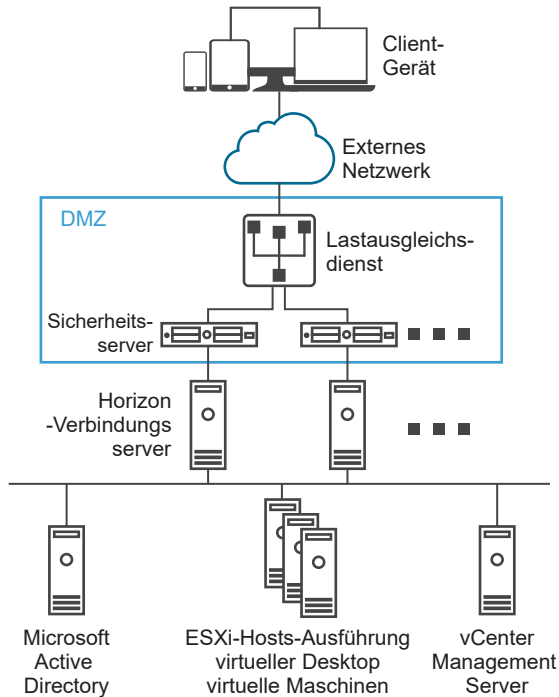 Client-
Gerät
Externes
Netzwerk
DMZ
Lastausgleichs-
dienst
Sicherheits-
server
Horizon
-Verbindungs
server
Microsoft
Active
Directory
ESXi-Hosts-Ausführung
virtueller Desktop
virtuelle Maschinen
vCenter
Management
Server